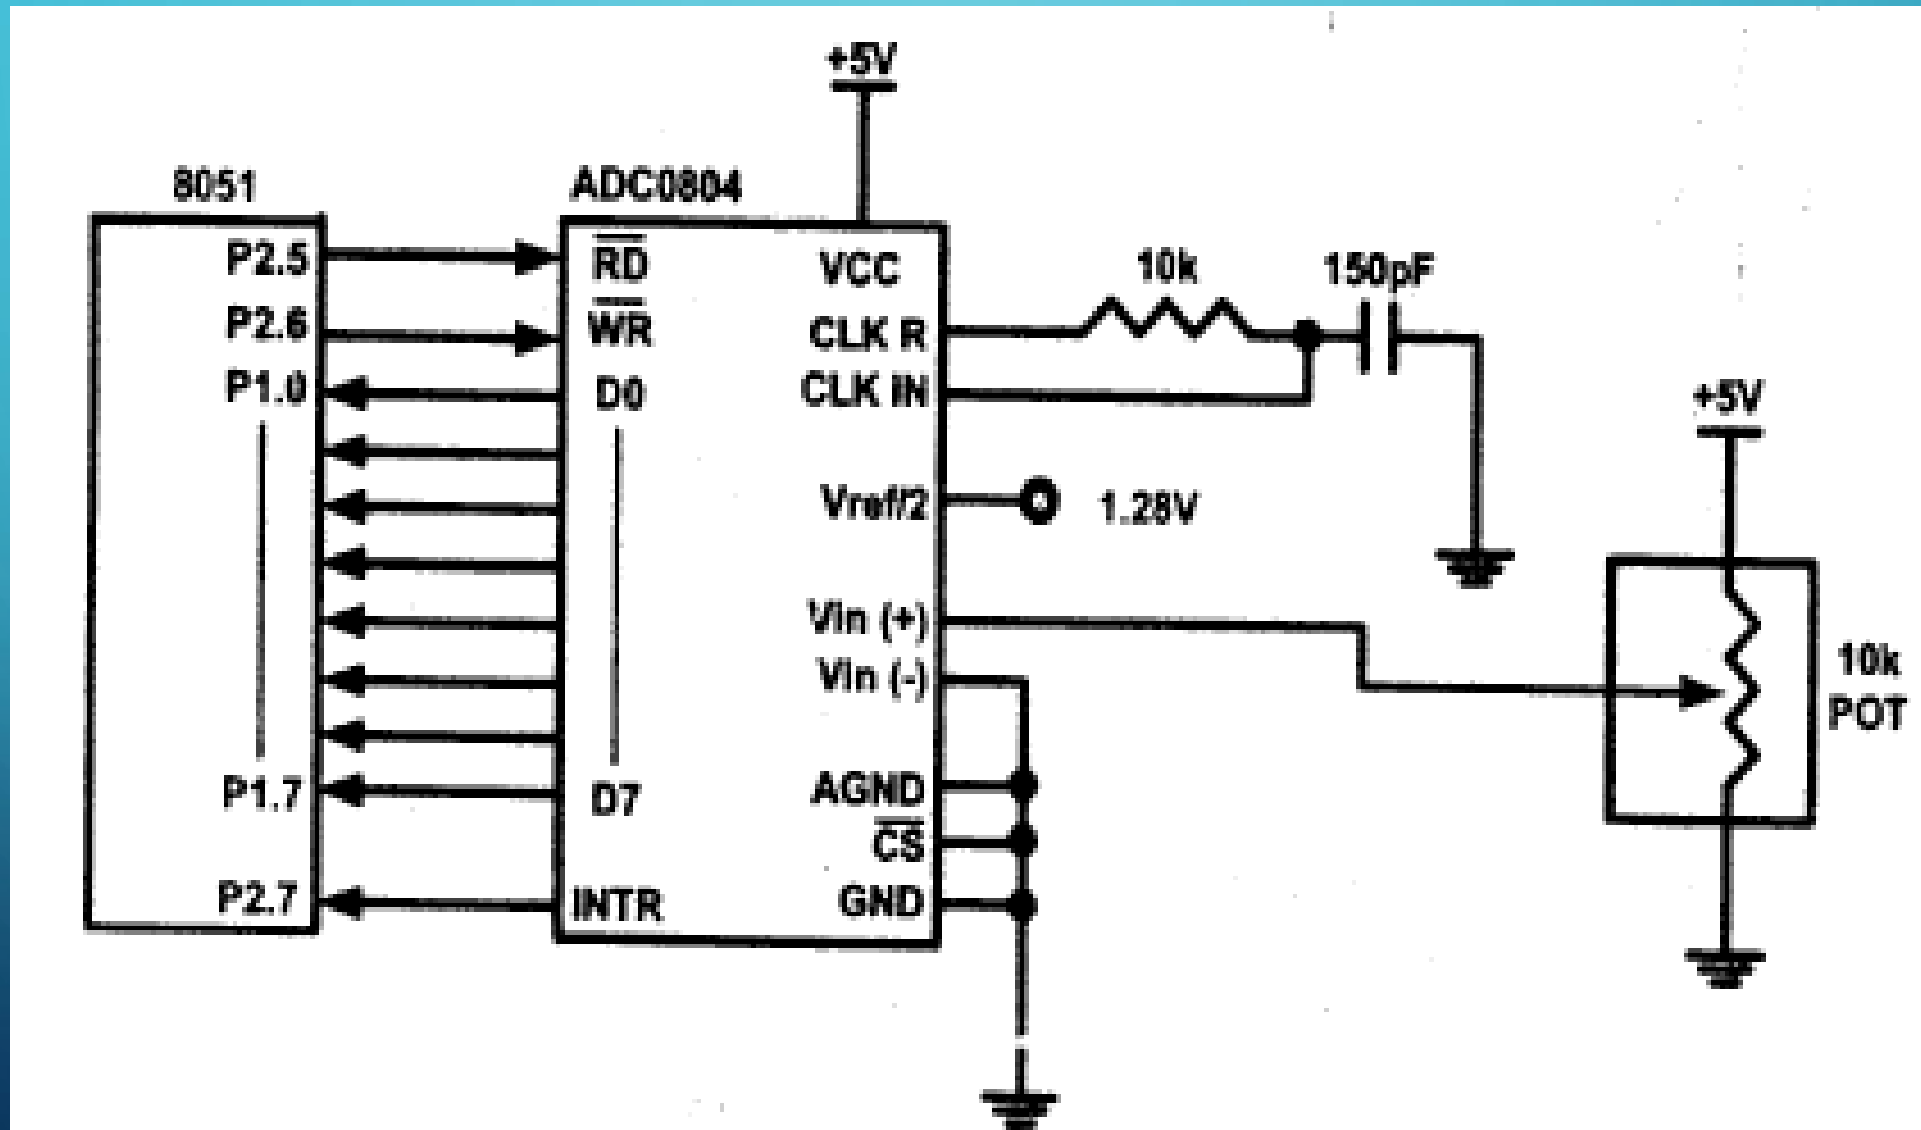 +5V
8051
ADC0804
P2.5
RD
VCC
10k
150pF
P2.6
WR
CLK R
P1.0
D0
CLK IN
+5V
Vref/2
1.28V
Vin (+)
Vin (-)
10k
POT
P1.7
D7
AGND
CS
P2.7
INTR
GND